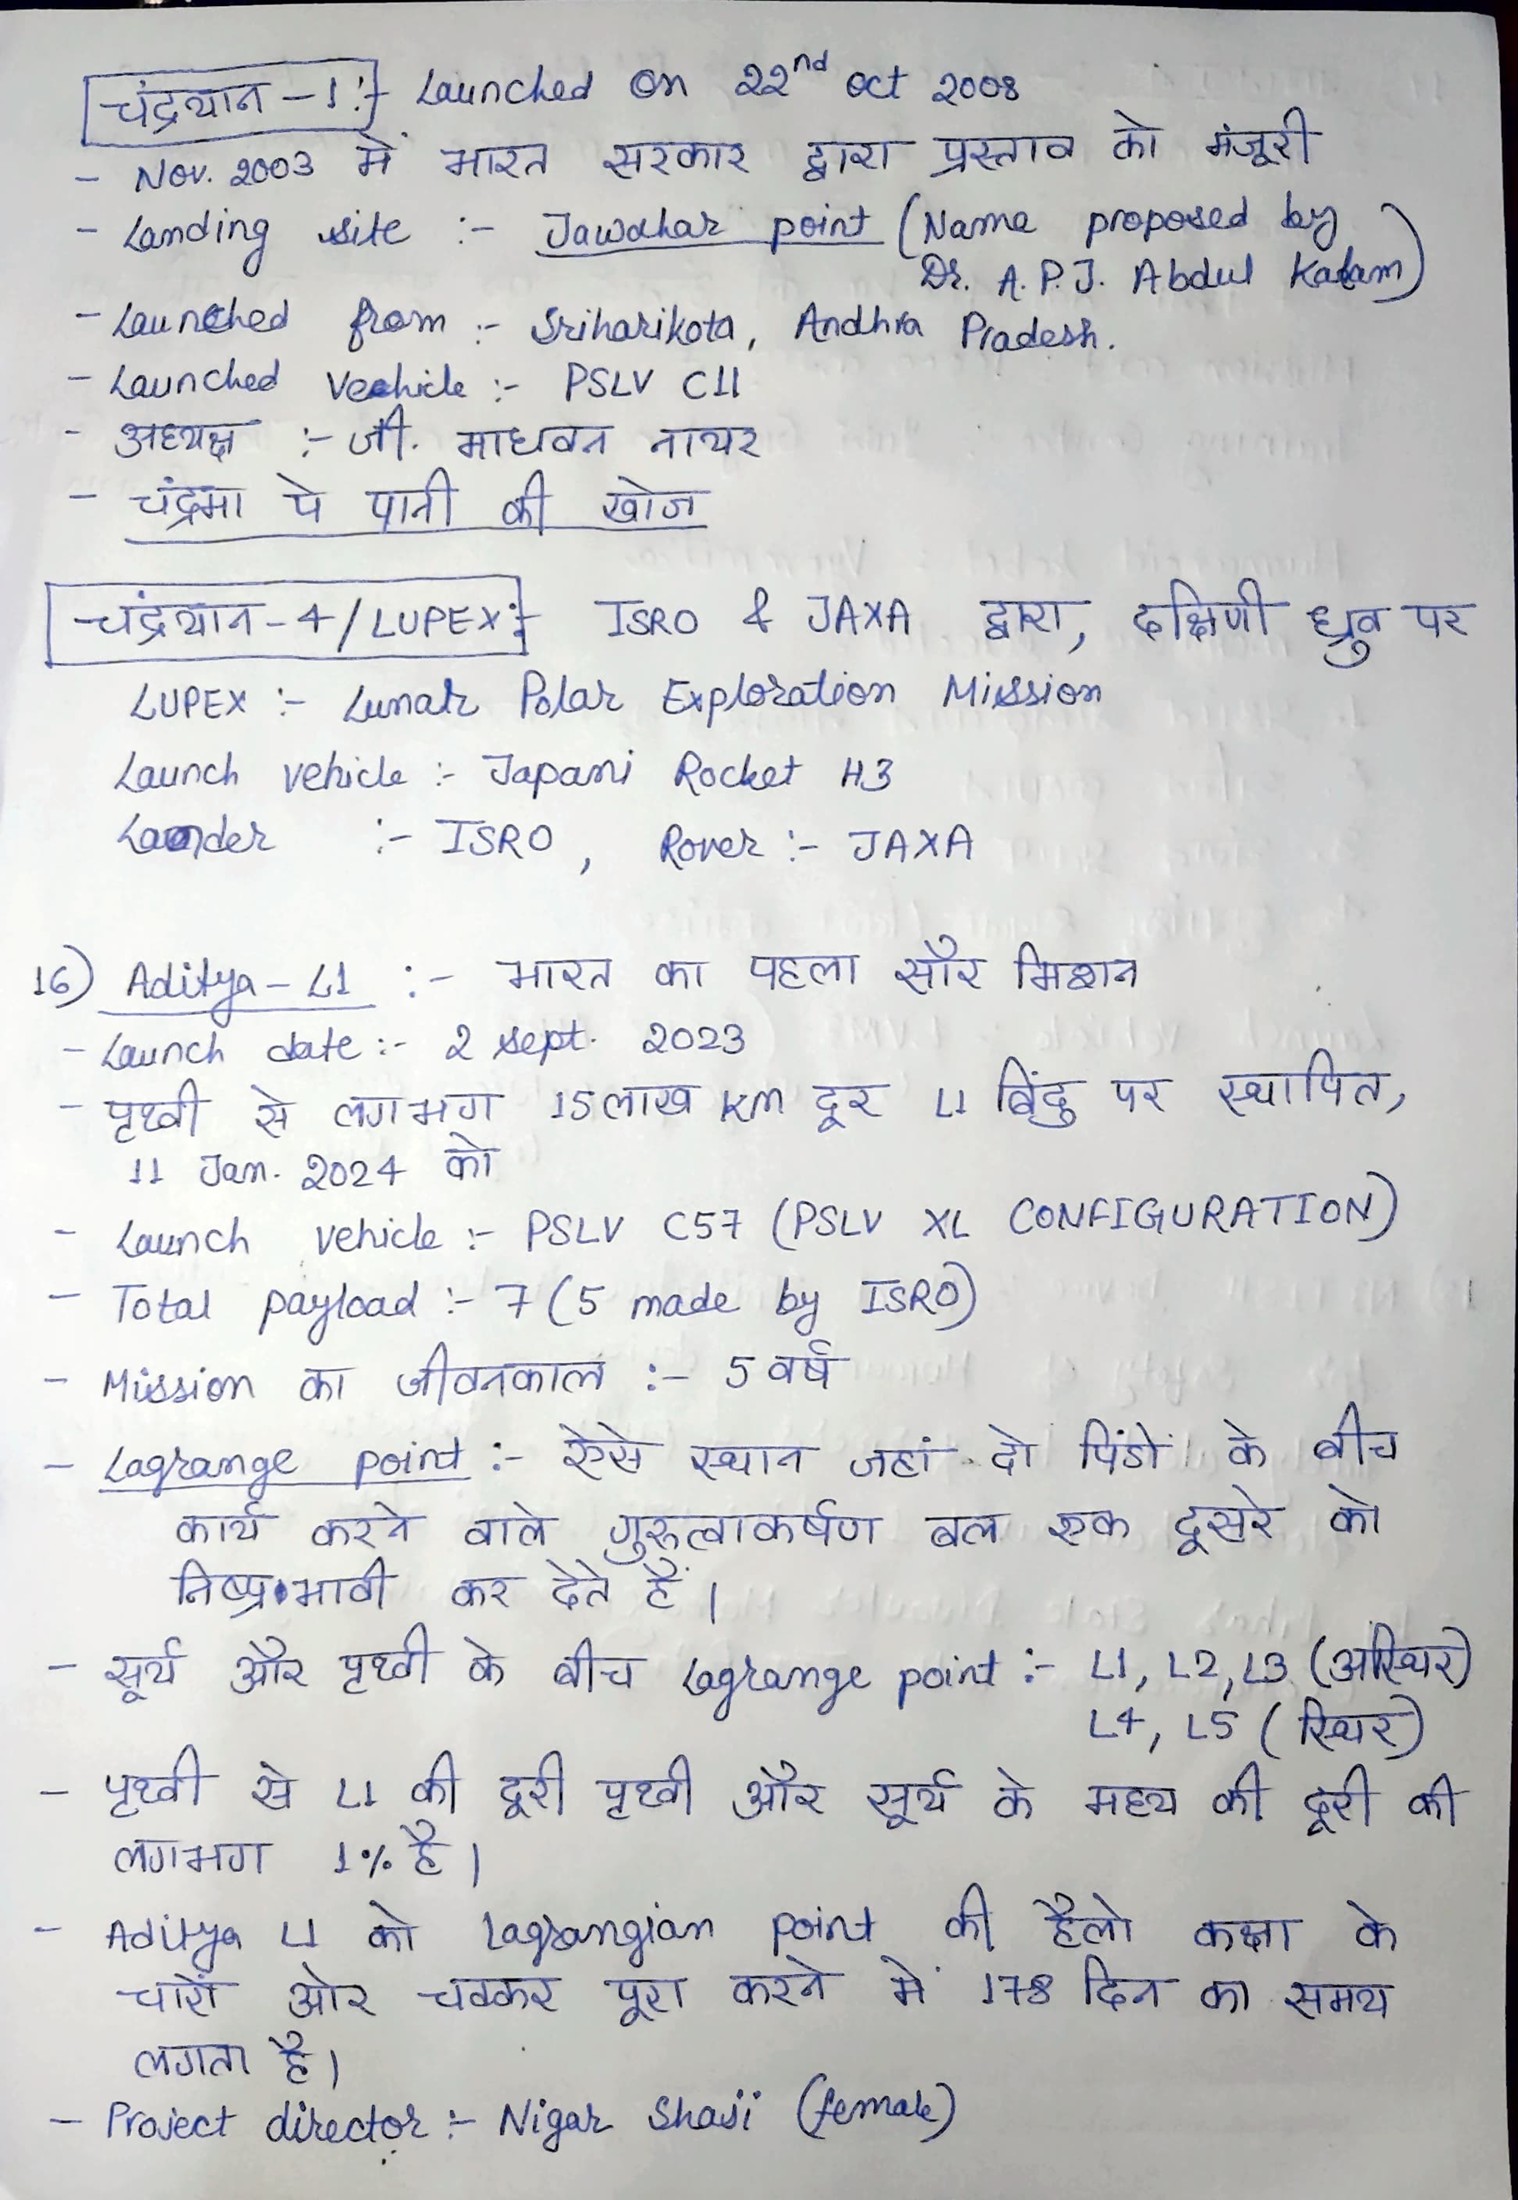 चंद्रयान - 1 :- Launched on 22nd oct 2008
- Nov. 2003 में भारत सरकार द्वारा प्रस्ताव को मंजूरी
- Landing site :- Jawahar point (Name proposed by
Dr. A. P. J. Abdul Kalam)
- Launched from :- Sriharikota, Andhra Pradesh.
- Launched Vehicle :- PSLV C11
- अध्यक्ष :- जी. माधवन नायर
- चंद्रमा पे पानी की खोज
चंद्रयान - 4 / LUPEX :- ISRO & JAXA द्वारा, दक्षिणी ध्रुव पर
LUPEX :- Lunar Polar Exploration Mission
Launch vehicle :- Japani Rocket H3
Lander :- ISRO , Rover :- JAXA
16) Aditya - L1 :- भारत का पहला सौर मिशन
- Launch date :- 2 sept. 2023
- पृथ्वी से लगभग 15 लाख km दूर L1 बिंदु पर स्थापित,
11 Jan. 2024 को
- Launch vehicle :- PSLV C57 (PSLV XL CONFIGURATION)
- Total payload :- 7 (5 made by ISRO)
- Mission का जीवनकाल :- 5 वर्ष
- Lagrange point :- ऐसे स्थान जहां दो पिंडों के बीच
कार्य करने वाले गुरुत्वाकर्षण बल एक दूसरे को
निष्प्रभावी कर देते हैं।
- सूर्य और पृथ्वी के बीच Lagrange point :- L1, L2, L3 (अस्थिर)
L4, L5 (स्थिर)
- पृथ्वी से L1 की दूरी पृथ्वी और सूर्य के मध्य की दूरी की
लगभग 1% है।
- Aditya L1 को Lagrangian point की हैलो कक्षा के
चारों ओर चक्कर पूरा करने में 178 दिन का समय
लगता है।
- Project director :- Nigar Shaji (female)